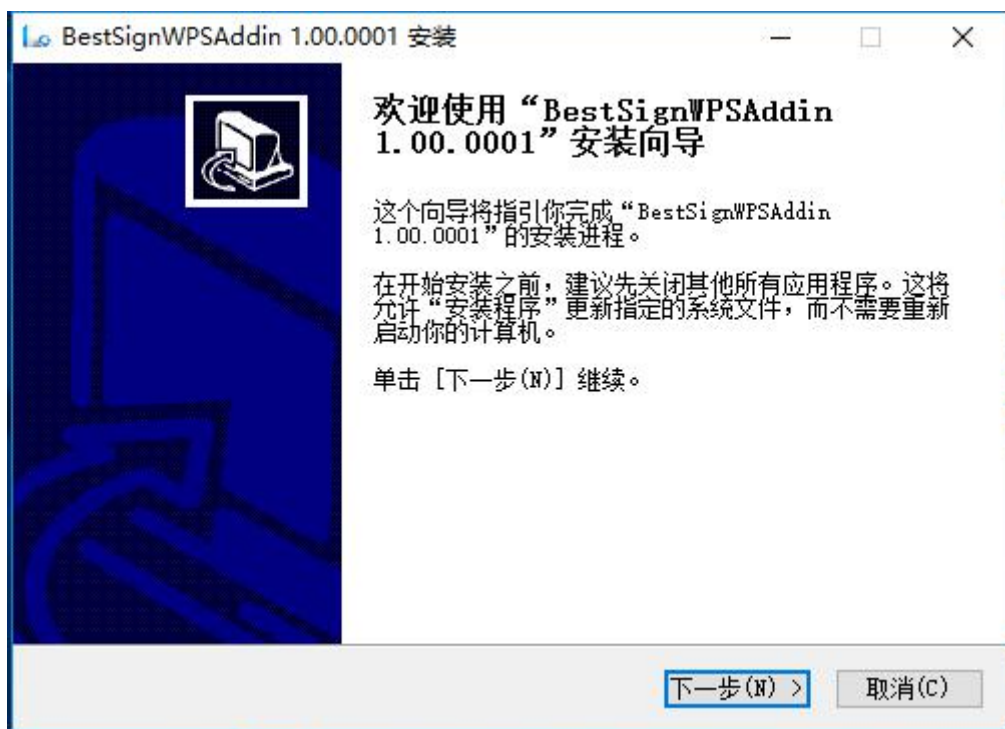 BestSignWPSAddin 1.00.0001 安装
欢迎使用“BestSignWPSAddin
1.00.0001”安装向导
这个向导将指引你完成“BestSignWPSAddin
1.00.0001”的安装进程。
在开始安装之前，建议先关闭其他所有应用程序。这将
允许“安装程序”更新指定的系统文件，而不需要重新
启动你的计算机。
单击 [下一步(N)] 继续。
下一步(N) >
取消(C)